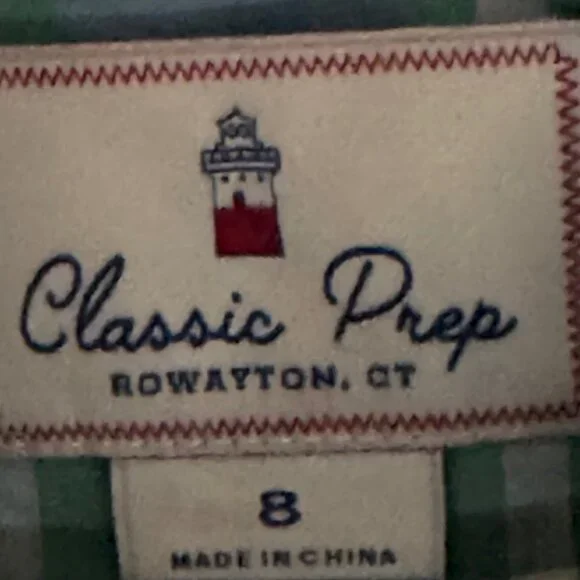 Classic Prep
ROWAYTON, CT
8
MADE IN CHINA